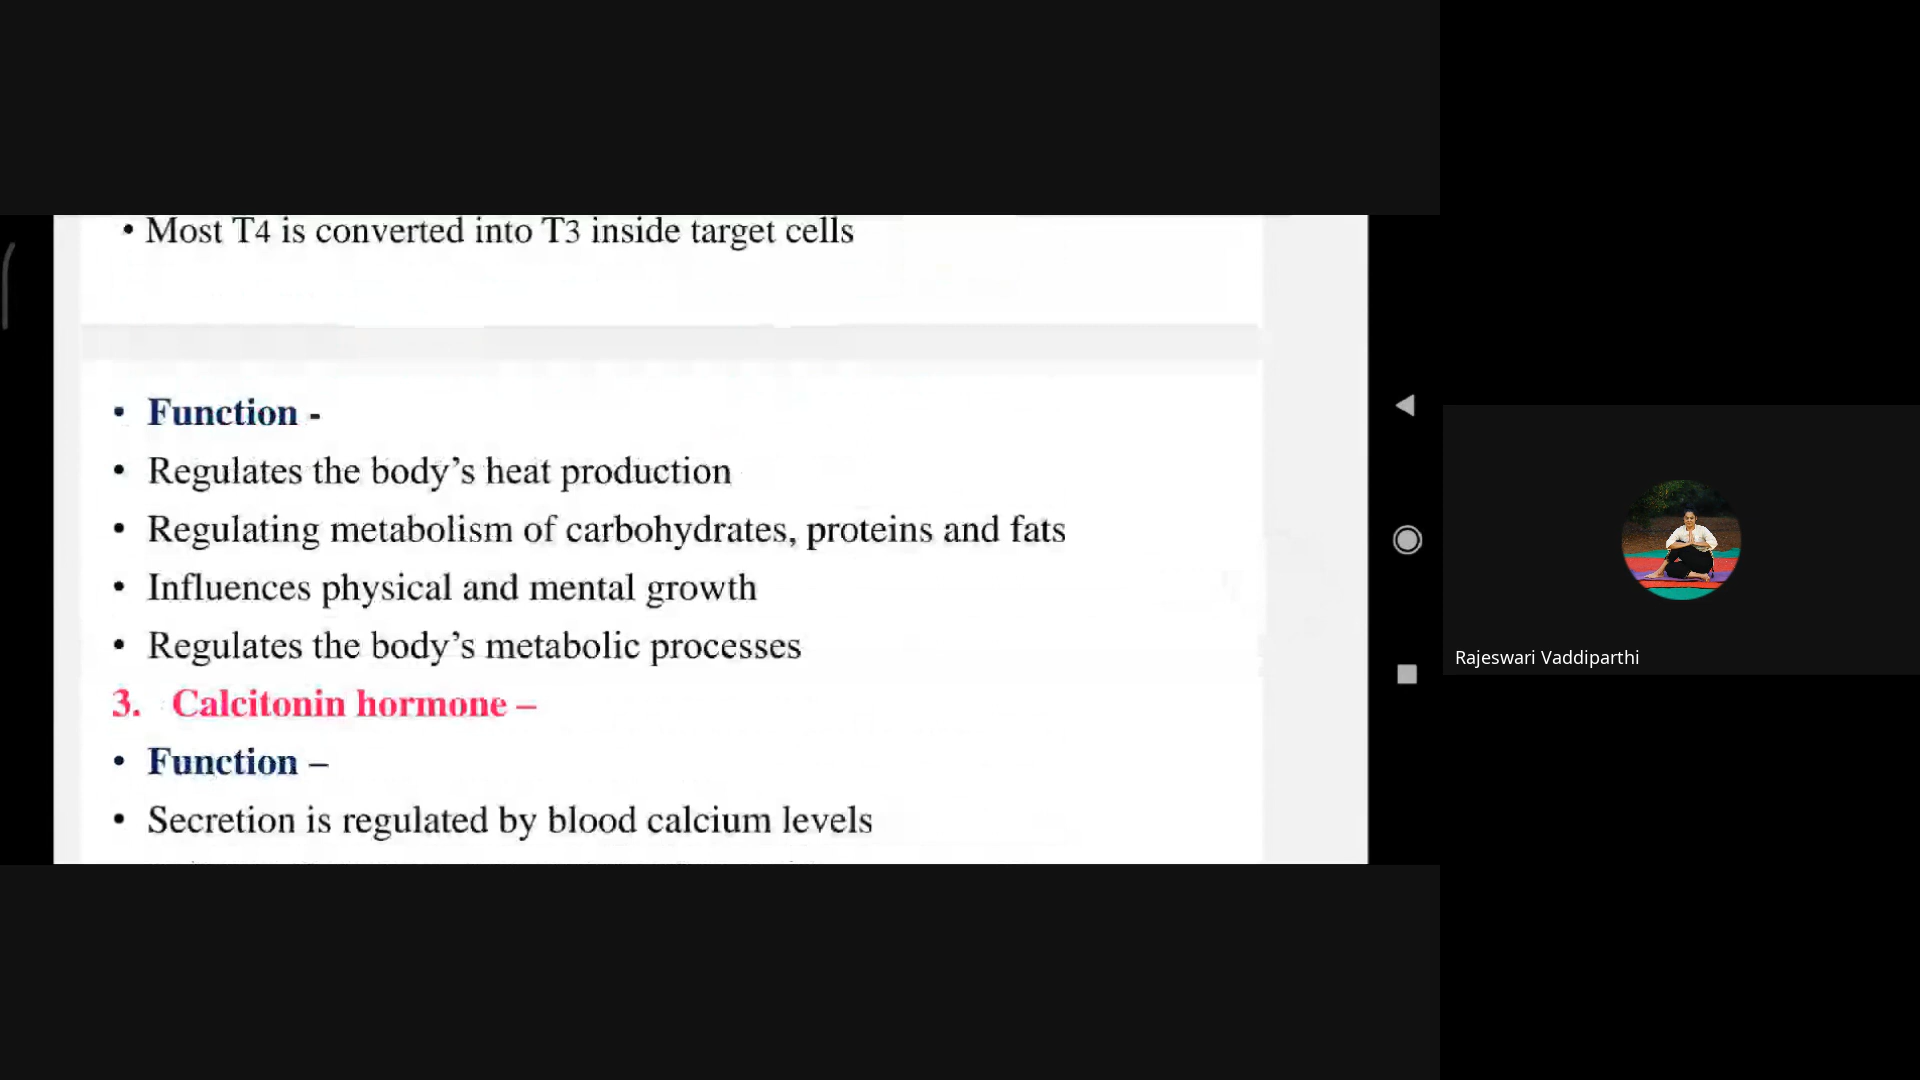 • Most T4 is converted into T3 inside target cells
• Function -
• Regulates the body’s heat production
• Regulating metabolism of carbohydrates, proteins and fats
• Influences physical and mental growth
• Regulates the body’s metabolic processes
3. Calcitonin hormone –
• Function –
• Secretion is regulated by blood calcium levels
Rajeswari Vaddiparthi